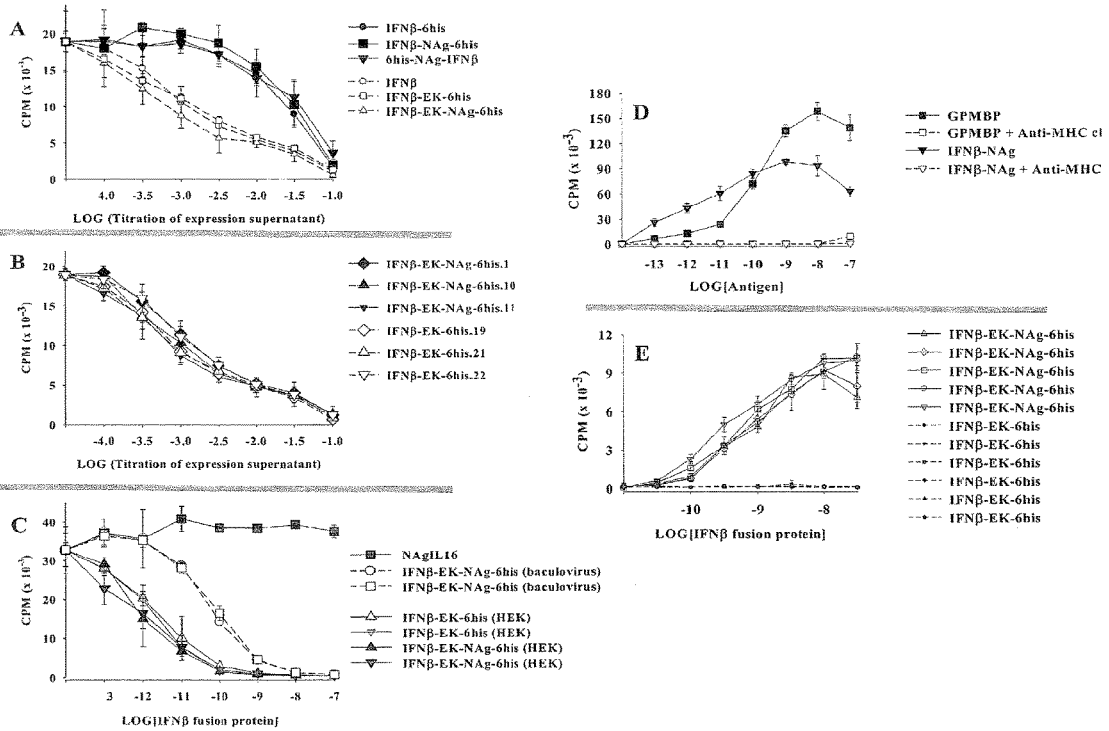 A
CPM (x 10⁻³)
20
15
10
5
0
4.0 -3.5 -3.0 -2.5 -2.0 -1.5 -1.0
LOG (Titration of expression supernatant)
IFNβ-6his
IFNβ-NAg-6his
6his-NAg-IFNβ
IFNβ
IFNβ-EK-6his
IFNβ-EK-NAg-6his
B
CPM (x 10⁻³)
20
15
10
5
0
-4.0 -3.5 -3.0 -2.5 -2.0 -1.5 -1.0
LOG (Titration of expression supernatant)
IFNβ-EK-NAg-6his.1
IFNβ-EK-NAg-6his.10
IFNβ-EK-NAg-6his.11
IFNβ-EK-6his.19
IFNβ-EK-6his.21
IFNβ-EK-6his.22
C
CPM (x 10⁻³)
40
30
20
10
0
3 -12 -11 -10 -9 -8 -7
LOG[IFNβ fusion protein]
NAgIL16
IFNβ-EK-NAg-6his (baculovirus)
IFNβ-EK-NAg-6his (baculovirus)
IFNβ-EK-6his (HEK)
IFNβ-EK-6his (HEK)
IFNβ-EK-NAg-6his (HEK)
IFNβ-EK-NAg-6his (HEK)
D
CPM (x 10⁻³)
180
150
120
90
60
30
0
-13 -12 -11 -10 -9 -8 -7
LOG[Antigen]
GPMBP
GPMBP + Anti-MHC cl
IFNβ-NAg
IFNβ-NAg + Anti-MHC
E
CPM (x 10⁻³)
12
9
6
3
0
-10 -9 -8
LOG[IFNβ fusion protein]
IFNβ-EK-NAg-6his
IFNβ-EK-NAg-6his
IFNβ-EK-NAg-6his
IFNβ-EK-NAg-6his
IFNβ-EK-NAg-6his
IFNβ-EK-6his
IFNβ-EK-6his
IFNβ-EK-6his
IFNβ-EK-6his
IFNβ-EK-6his
IFNβ-EK-6his